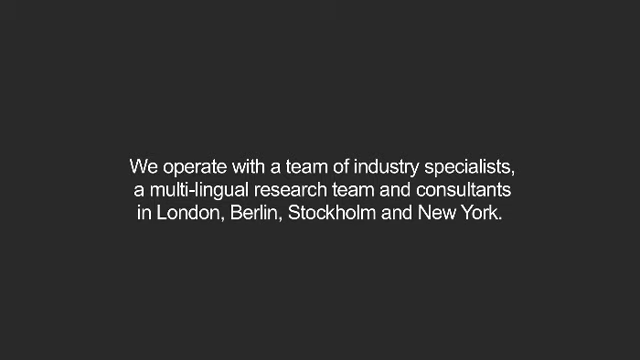 We operate with a team of industry specialists,
a multi-lingual research team and consultants
in London, Berlin, Stockholm and New York.